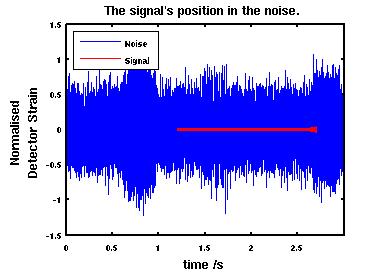 The signal's position in the noise.
Noise
Signal
Normalised
Detector Strain
1.5
1
0.5
0
-0.5
-1
-1.5
0
0.5
1
1.5
2
2.5
time /s